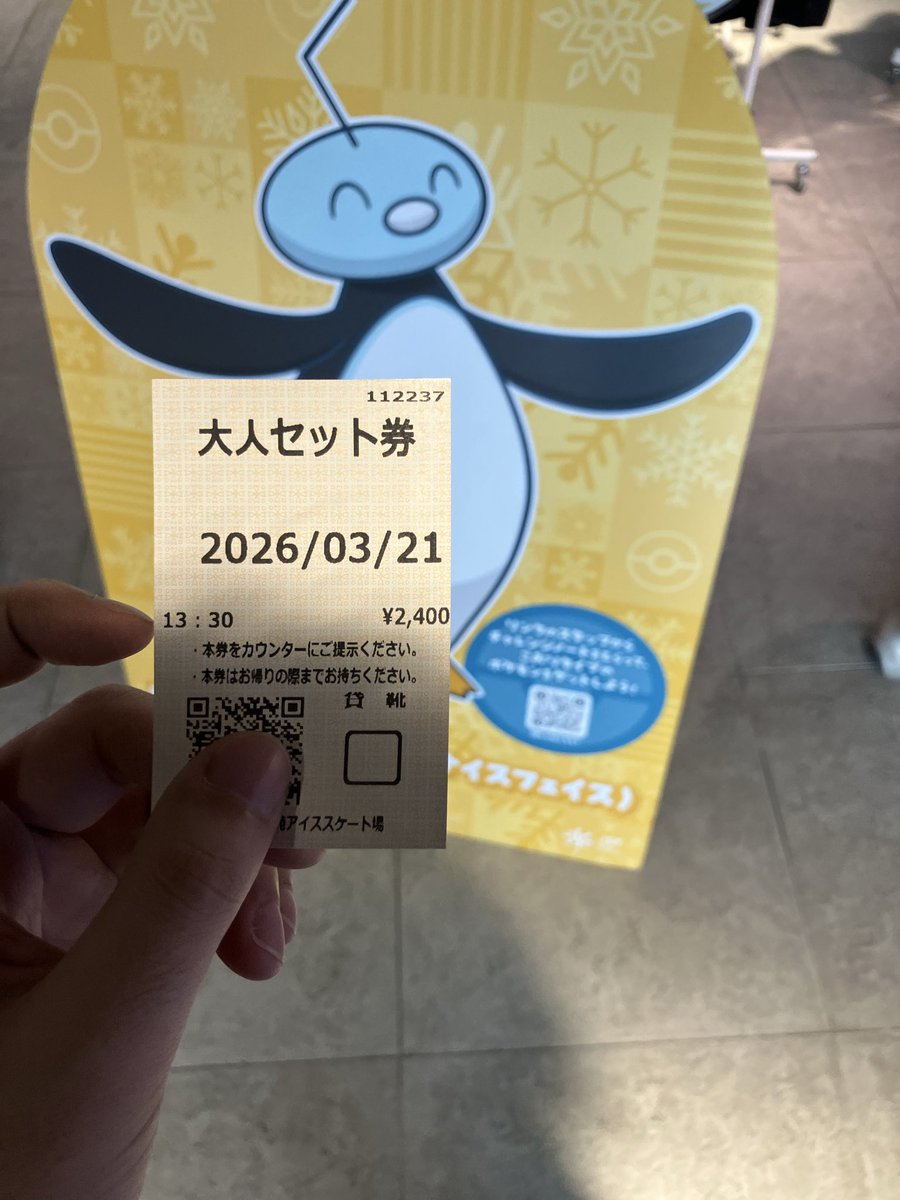 112237
大人セット券
2026/03/21
13：30
¥2,400
・本券をカウンターにご提示ください。
・本券はお帰りの際までお持ちください。
貸 靴
アイススケート場
イスフェイス)